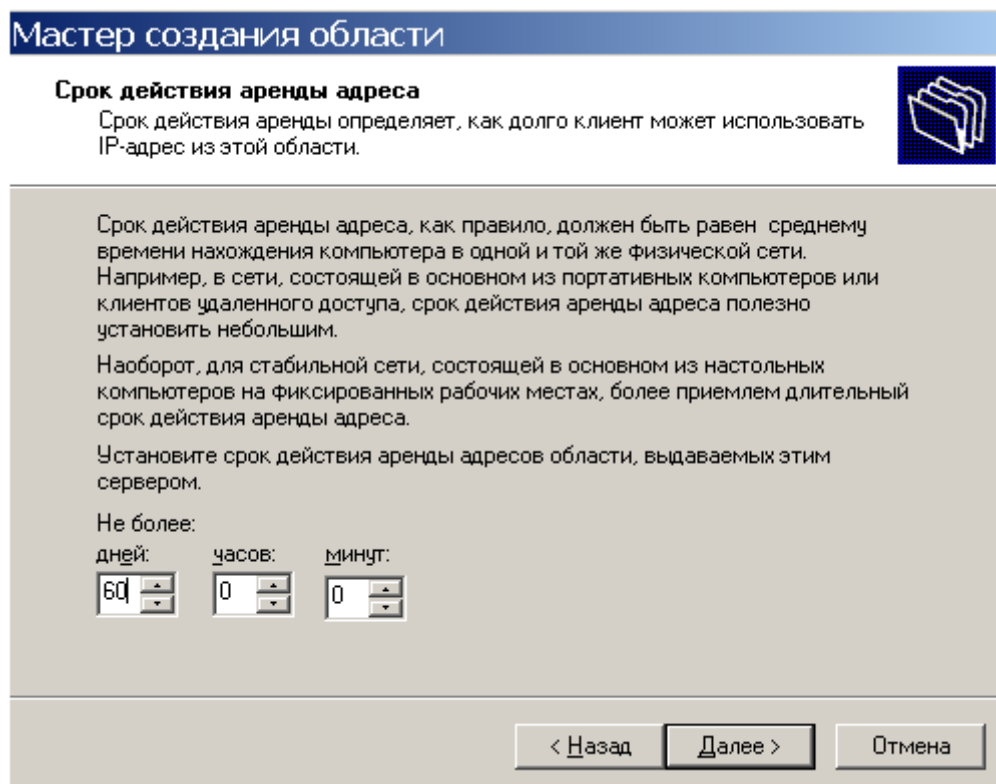 Мастер создания области
Срок действия аренды адреса
Срок действия аренды определяет, как долго клиент может использовать
IP-адрес из этой области.
Срок действия аренды адреса, как правило, должен быть равен среднему
времени нахождения компьютера в одной и той же физической сети.
Например, в сети, состоящей в основном из портативных компьютеров или
клиентов удаленного доступа, срок действия аренды адреса полезно
установить небольшим.
Наоборот, для стабильной сети, состоящей в основном из настольных
компьютеров на фиксированных рабочих местах, более приемлем длительный
срок действия аренды адреса.
Установите срок действия аренды адресов области, выдаваемых этим
сервером.
Не более:
дней: часов: минут:
60 0 0
< Назад Далее > Отмена